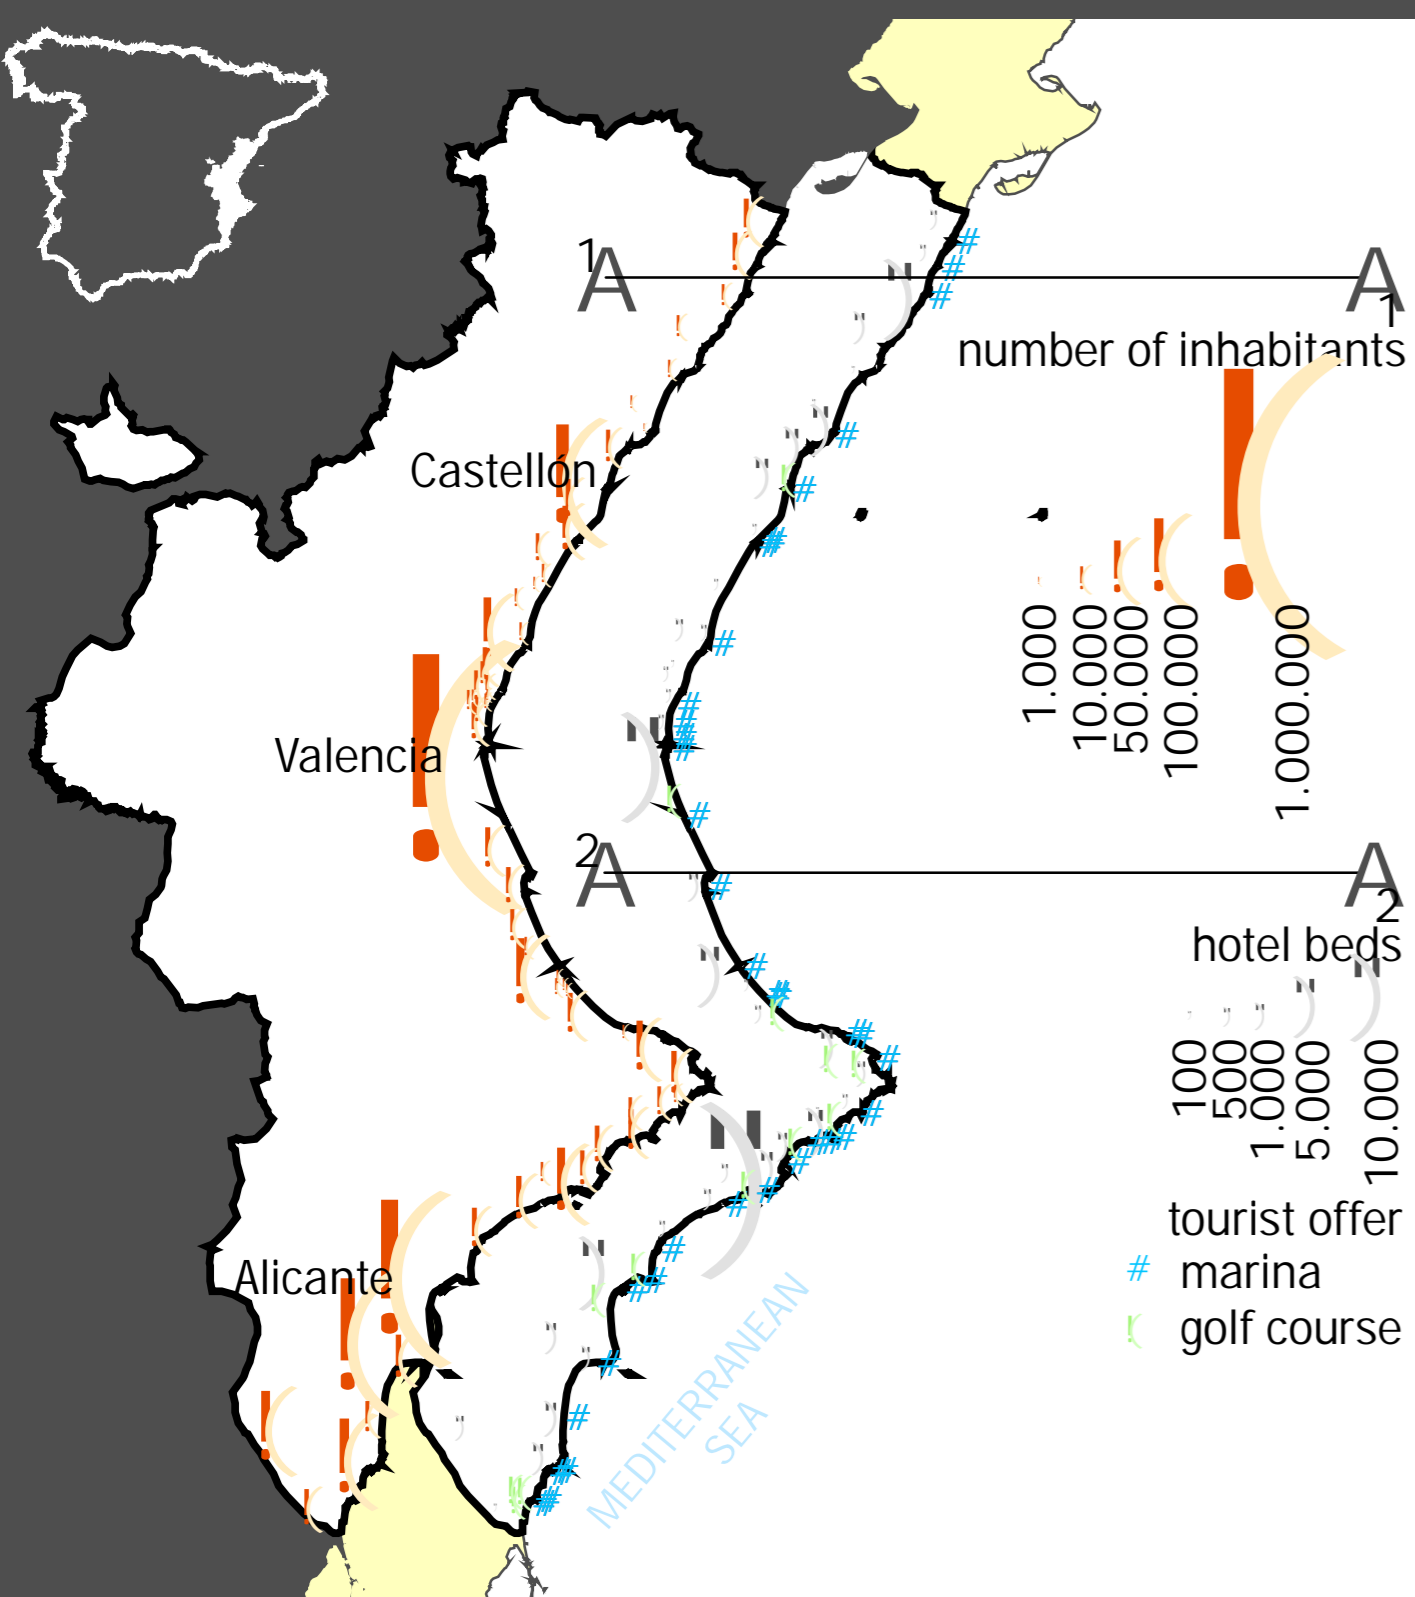 1
A
A
1
number of inhabitants
Castellón
1.000
10.000
50.000
100.000
1.000.000
Valencia
2
A
A
2
hotel beds
100
500
1.000
5.000
10.000
tourist offer
# marina
golf course
Alicante
MEDITERRANEAN
SEA